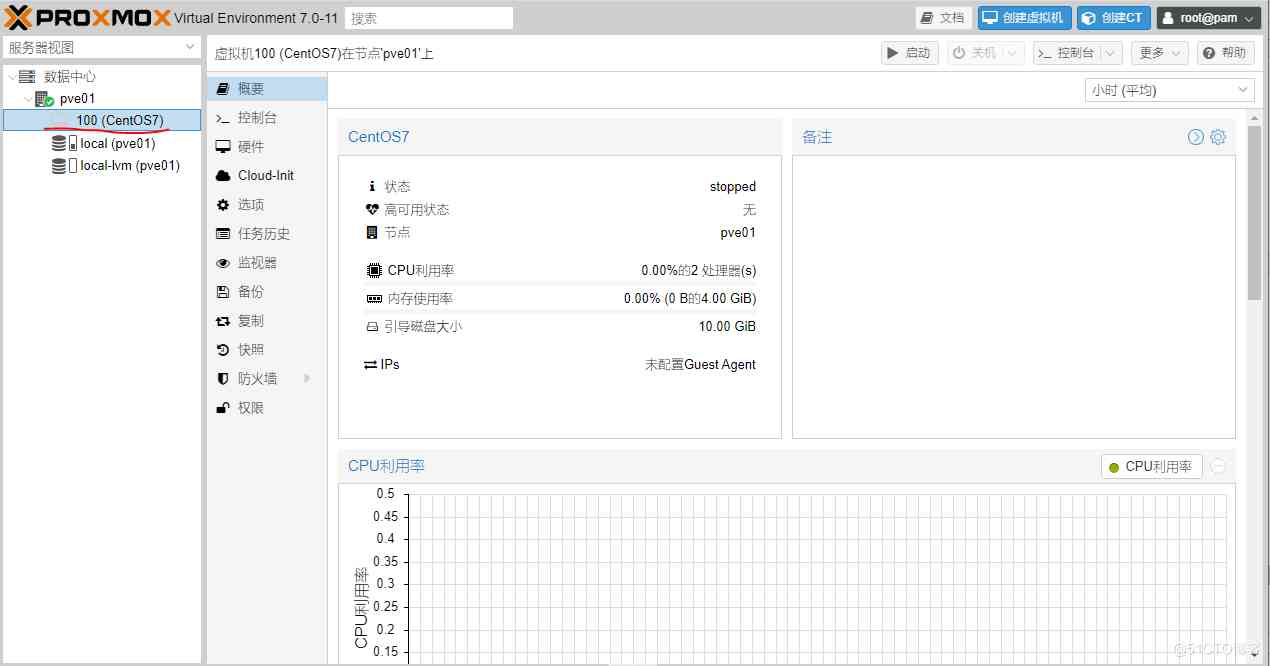 PROXMOX Virtual Environment 7.0-11 搜索 文档 创建虚拟机 创建CT root@pam
服务器视图
数据中心
pve01
100 (CentOS7)
local (pve01)
local-lvm (pve01)
虚拟机100 (CentOS7)在节点'pve01'上 启动 关机 控制台 更多 帮助
概要
控制台
硬件
Cloud-Init
选项
任务历史
监视器
备份
复制
快照
防火墙
权限
小时 (平均)
CentOS7
状态 stopped
高可用状态 无
节点 pve01
CPU利用率 0.00%的2 处理器(s)
内存使用率 0.00% (0 B的4.00 GiB)
引导磁盘大小 10.00 GiB
IPs 未配置Guest Agent
备注
CPU利用率 CPU利用率
0.5
0.45
0.4
0.35
0.3
0.25
0.2
0.15
CPU利用率
@51CTO博客